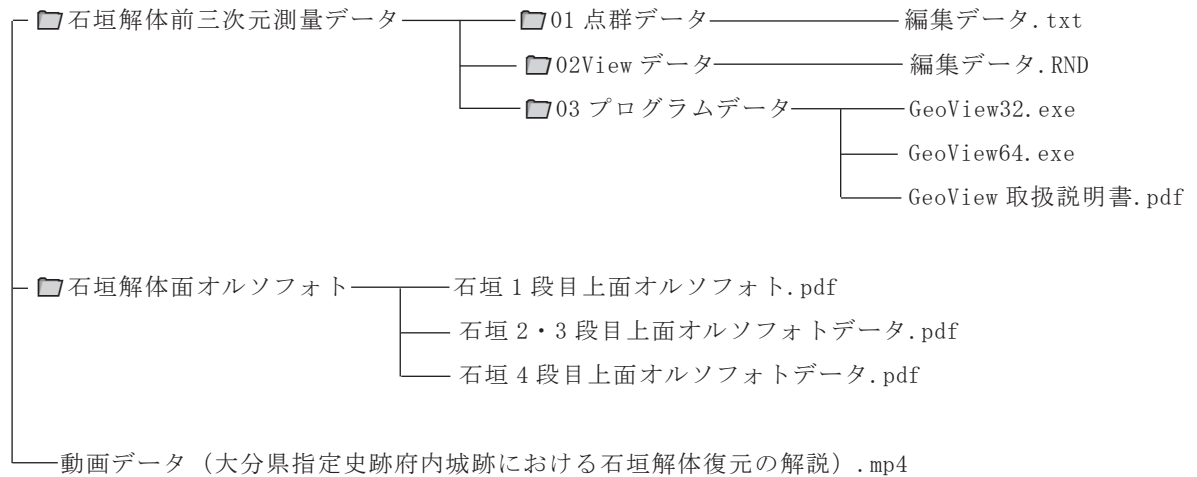 石垣解体前三次元測量データ 01 点群データ 編集データ.txt
02View データ 編集データ.RND
03 プログラムデータ GeoView32.exe
GeoView64.exe
GeoView 取扱説明書.pdf
石垣解体面オルソフォト 石垣 1 段目上面オルソフォト.pdf
石垣 2・3 段目上面オルソフォトデータ.pdf
石垣 4 段目上面オルソフォトデータ.pdf
動画データ（大分県指定史跡府内城跡における石垣解体復元の解説）.mp4